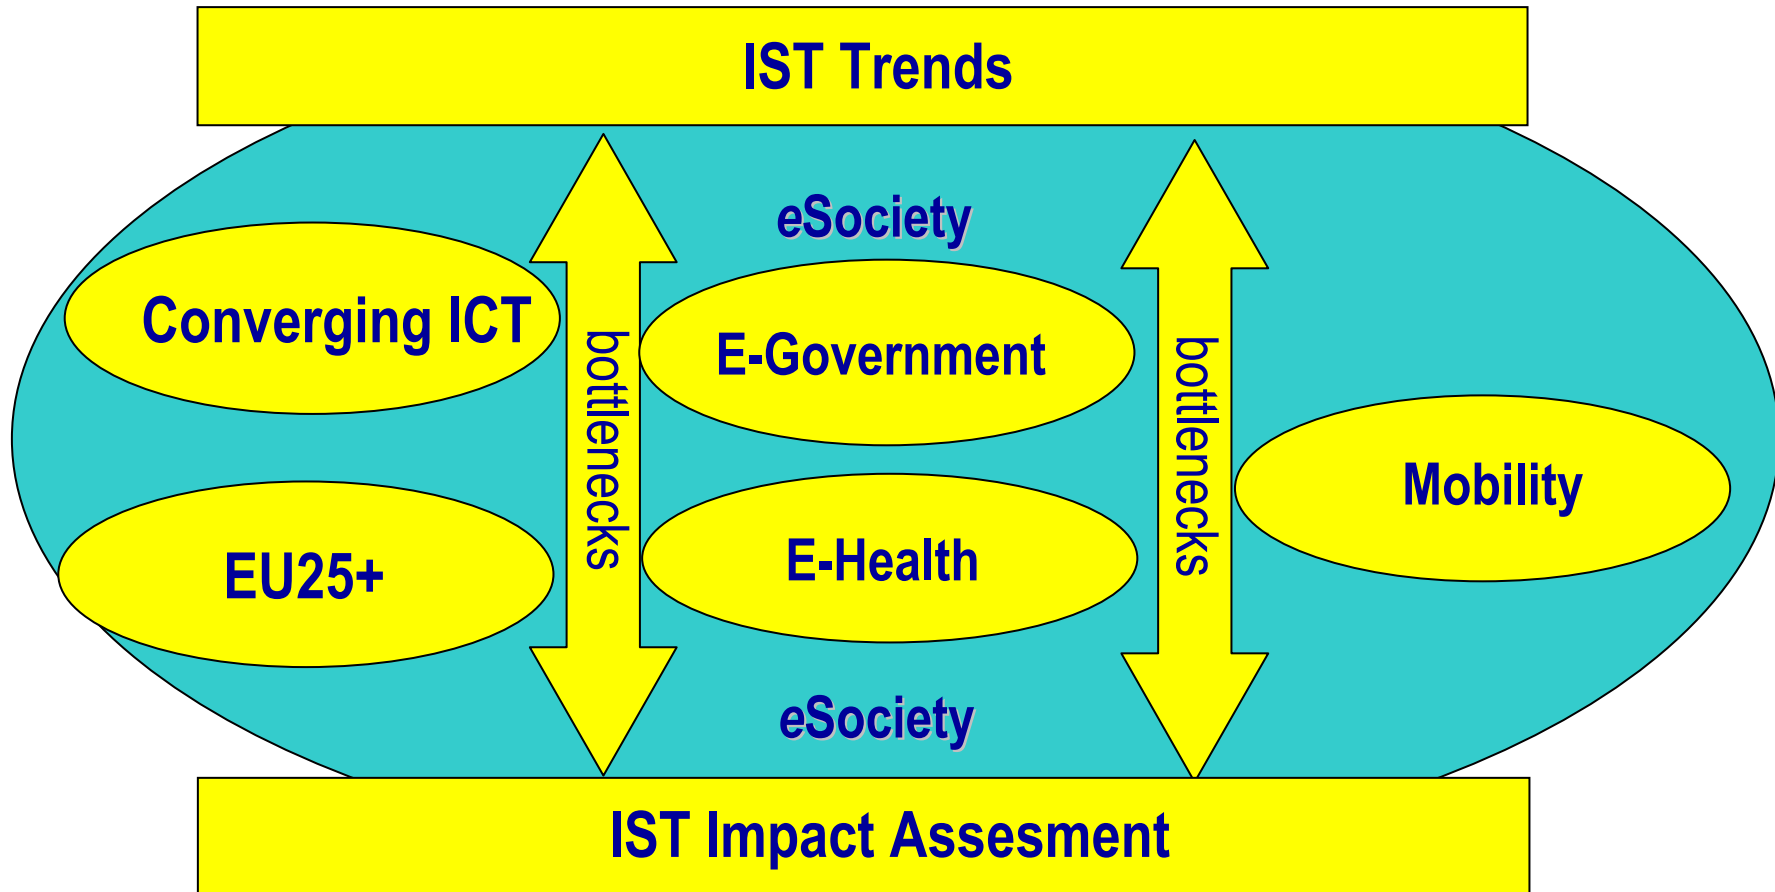 IST Trends
eSociety
Converging ICT
bottlenecks
E-Government
bottlenecks
Mobility
EU25+
E-Health
eSociety
IST Impact Assesment